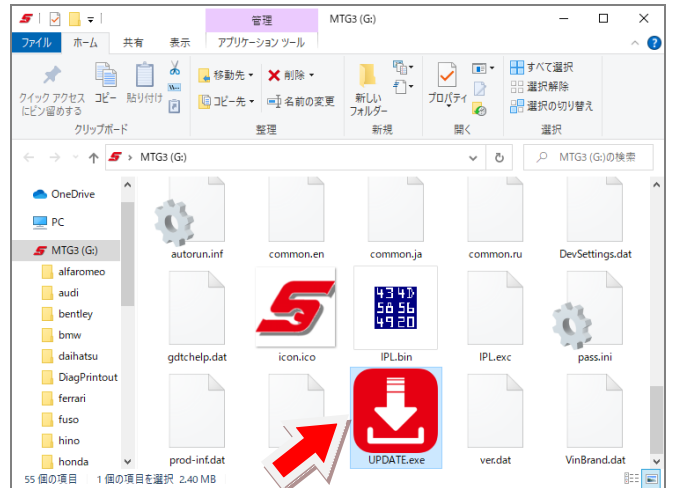 管理
MTG3 (G:)
ファイル ホーム 共有 表示 アプリケーション ツール
クイック アクセス
にピン留めする
コピー
貼り付け
移動先
コピー先
削除
名前の変更
新しい
フォルダー
プロパティ
すべて選択
選択解除
選択の切り替え
クリップボード 整理 新規 開く 選択
MTG3 (G:)
MTG3 (G:)の検索
OneDrive
PC
MTG3 (G:)
alfaromeo
audi
bentley
bmw
daihatsu
DiagPrintout
ferrari
fuso
hino
honda
autorun.inf common.en common.ja common.ru DevSettings.dat
434D
5856
4920
gdtchelp.dat icon.ico IPL.bin IPL.exc pass.ini
prod-inf.dat UPDATE.exe ver.dat VinBrand.dat
55 個の項目 1 個の項目を選択 2.40 MB